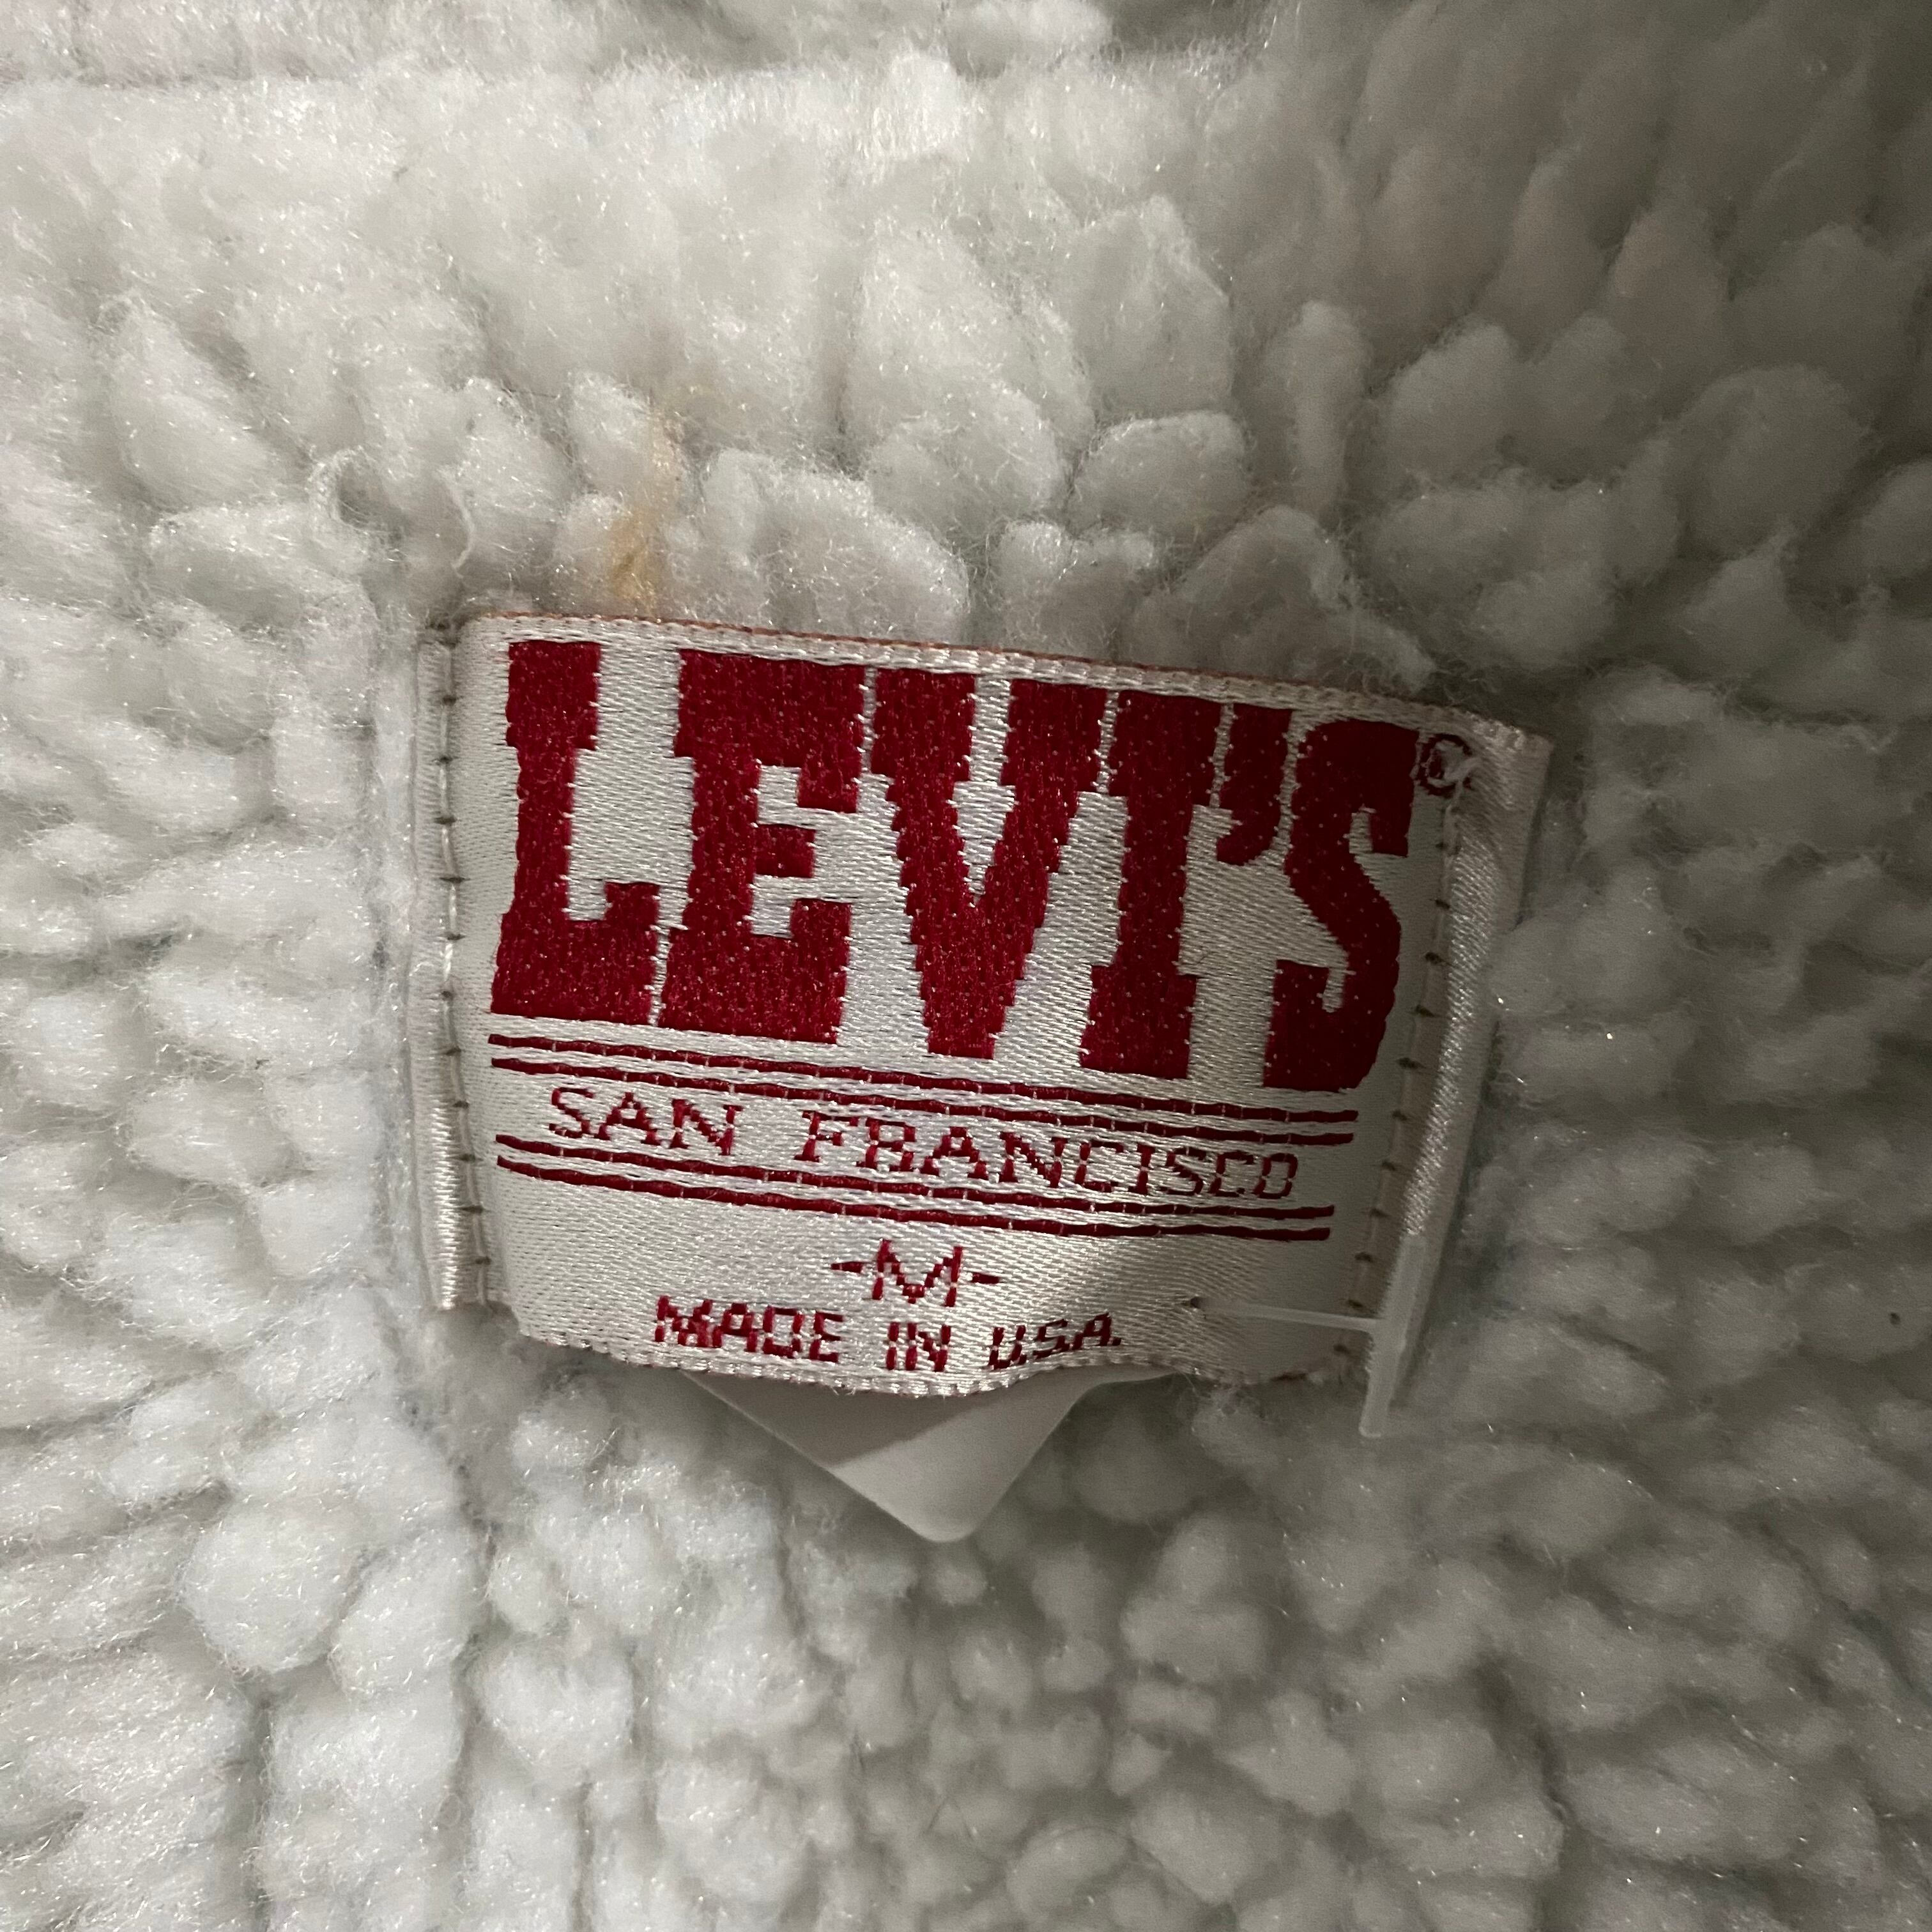 LEVI'S©
SAN FRANCISCO
-M-
MADE IN U.S.A.